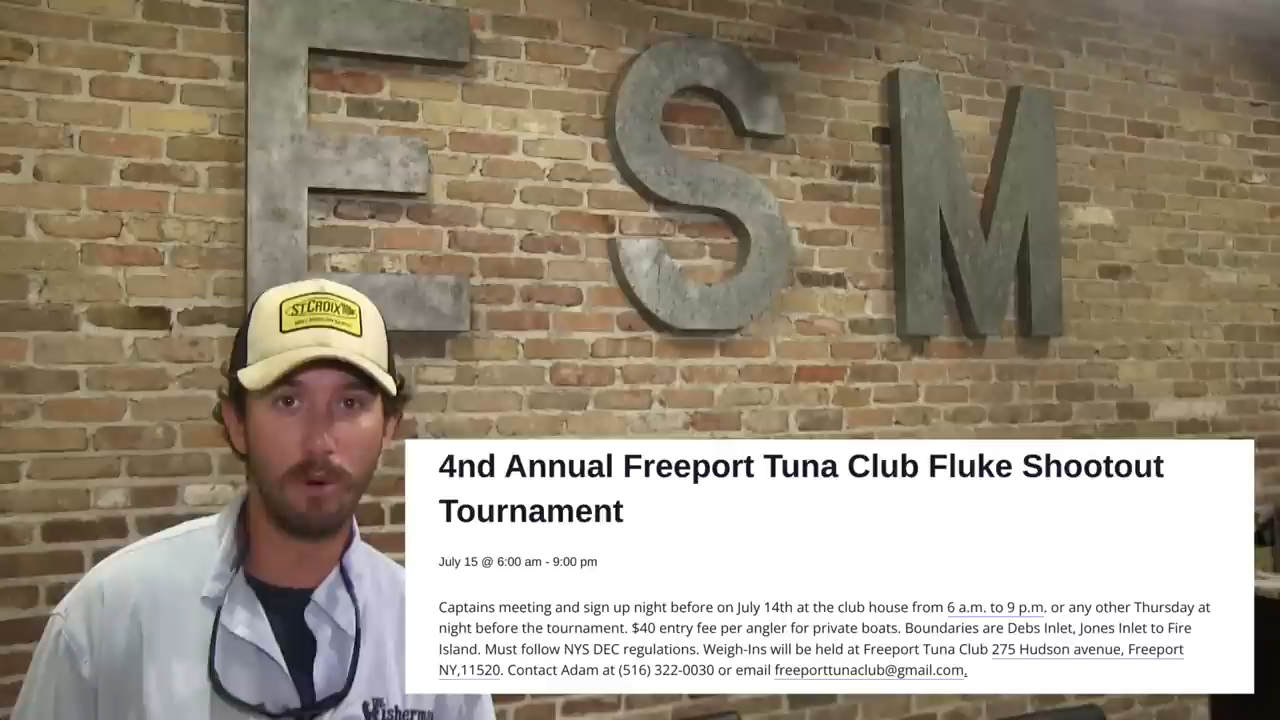 E S M
ST.CROIX
Fisherman
4nd Annual Freeport Tuna Club Fluke Shootout
Tournament
July 15 @ 6:00 am - 9:00 pm
Captains meeting and sign up night before on July 14th at the club house from 6 a.m. to 9 p.m. or any other Thursday at
night before the tournament. $40 entry fee per angler for private boats. Boundaries are Debs Inlet, Jones Inlet to Fire
Island. Must follow NYS DEC regulations. Weigh-Ins will be held at Freeport Tuna Club 275 Hudson avenue, Freeport
NY,11520. Contact Adam at (516) 322-0030 or email freeporttunaclub@gmail.com.